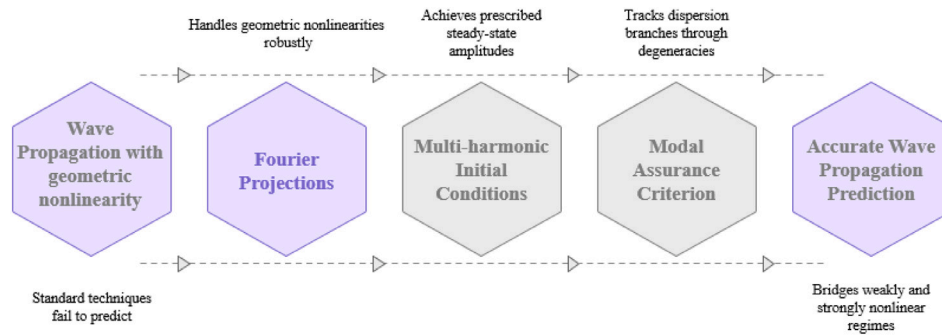 Handles geometric nonlinearities
robustly
Achieves prescribed
steady-state
amplitudes
Tracks dispersion
branches through
degeneracies
Wave
Propagation with
geometric
nonlinearity
Fourier
Projections
Multi-harmonic
Initial
Conditions
Modal
Assurance
Criterion
Accurate Wave
Propagation
Prediction
Standard techniques
fail to predict
Bridges weakly and
strongly nonlinear
regimes